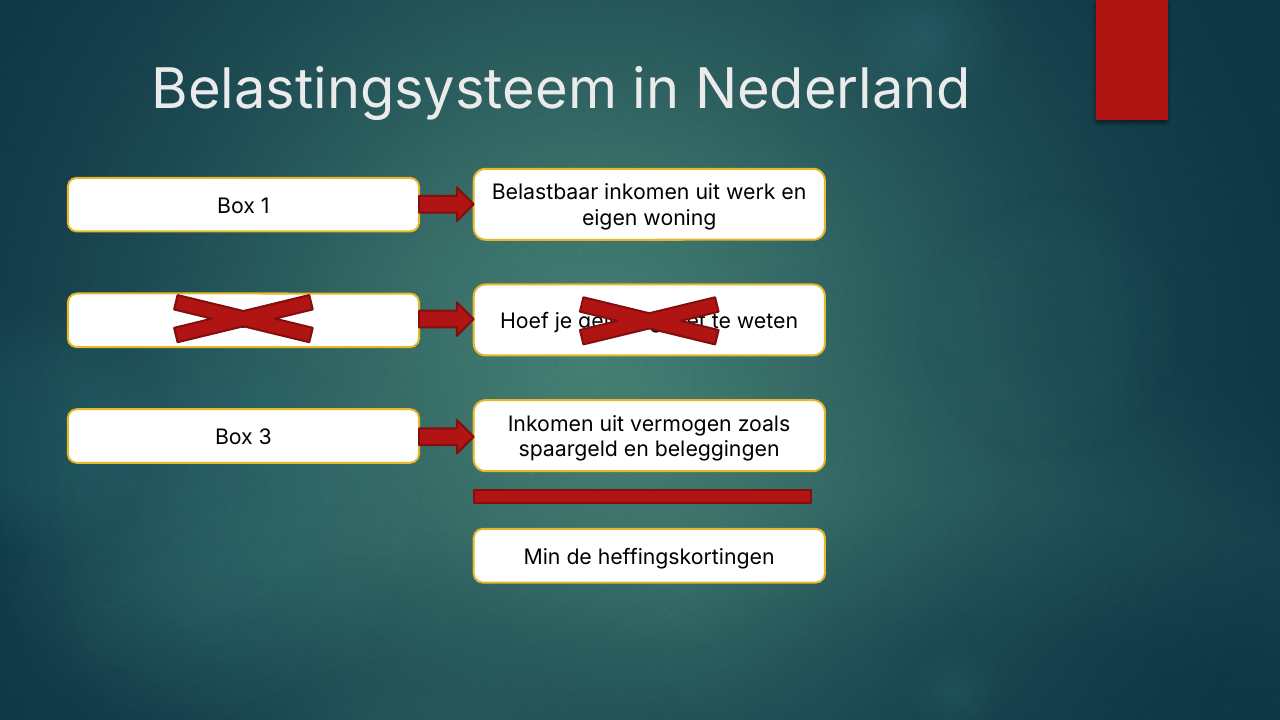 Belastingsysteem in Nederland
Box 1
Belastbaar inkomen uit werk en
eigen woning
Hoef je te weten
Box 3
Inkomen uit vermogen zoals
spaargeld en beleggingen
Min de heffingskortingen